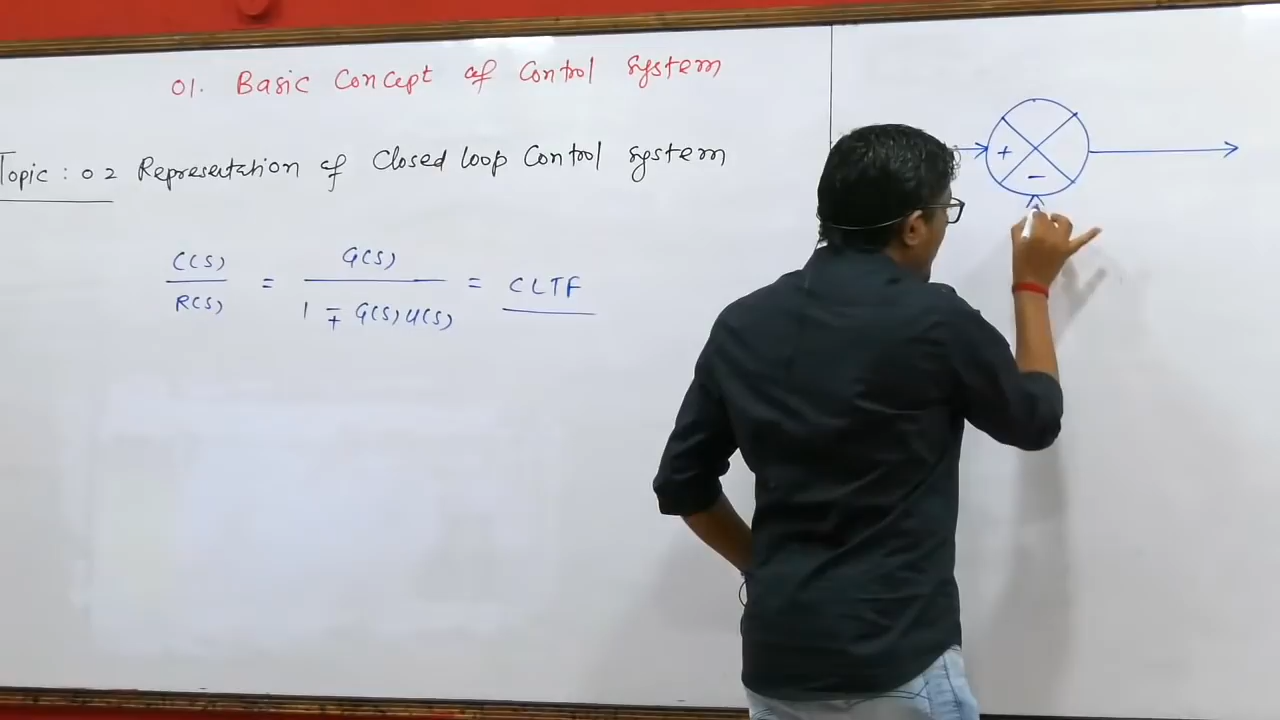 01. Basic Concept of Control System
Topic : 02 Representation of Closed Loop Control System
C(S)/R(S) = G(S)/1 ∓ G(S)H(S) = CLTF
+
-